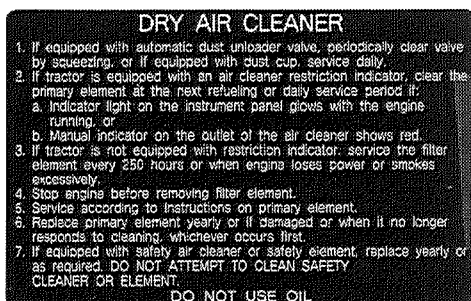 DRY AIR CLEANER
1. If equipped with automatic dust unloader valve, periodically clear valve
by squeezing, or if equipped with dust cup, service daily.
2. If tractor is equipped with an air cleaner restriction indicator, clear the
primary element at the next refueling or daily service period if:
a. Indicator light on the instrument panel glows with the engine
running, or
b. Manual indicator on the outlet of the air cleaner shows red.
3. If tractor is not equipped with restriction indicator: service the filter
element every 250 hours or when engine loses power or smokes
excessively.
4. Stop engine before removing filter element.
5. Service according to instructions on primary element.
6. Replace primary element yearly or if damaged or when it no longer
responds to cleaning, whichever occurs first.
7. If equipped with safety air cleaner or safety element, replace yearly or
as required. DO NOT ATTEMPT TO CLEAN SAFETY
CLEANER OR ELEMENT.
DO NOT USE OIL